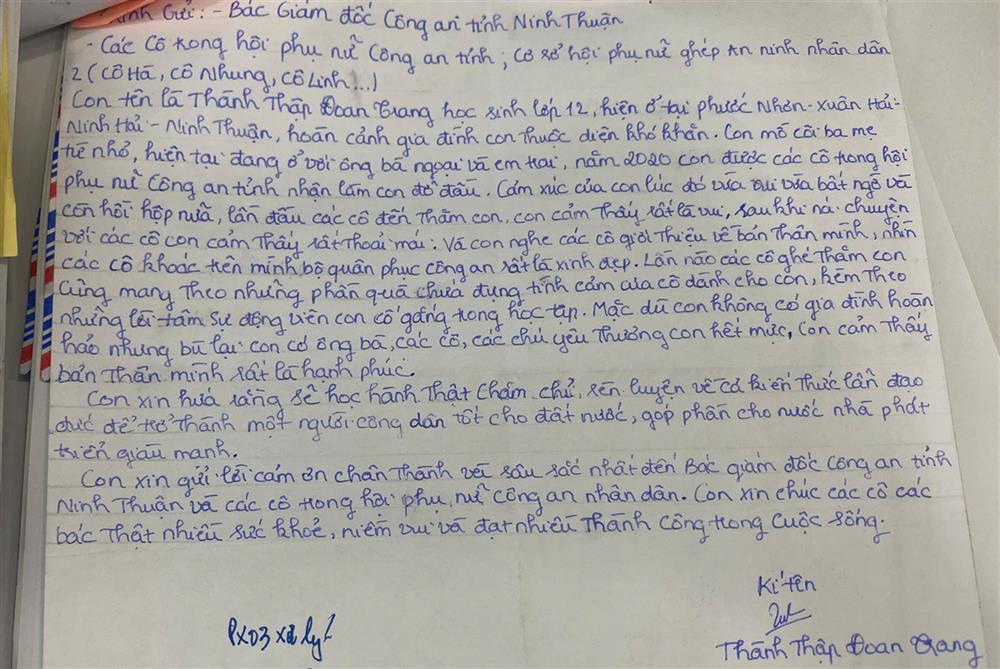 Kính Gửi: - Bác Giám đốc Công an tỉnh Ninh Thuận
- Các Cô trong hội phụ nữ Công an tỉnh; Cơ sở hội phụ nữ ghép An ninh nhân dân
2 (Cô Hà, Cô Nhung, Cô Linh...)
Con tên là Thành Thập Đoan Trang học sinh lớp 12, hiện ở tại phước Nhơn - Xuân Hải -
Ninh Hải - Ninh Thuận, hoàn cảnh gia đình con thuộc diện khó khăn. Con mồ côi ba mẹ
từ nhỏ, hiện tại đang ở với ông bà ngoại và em trai, năm 2020 con được các cô trong hội
phụ nữ Công an tỉnh nhận làm con đỡ đầu. Cảm xúc của con lúc đó vừa vui vừa bất ngờ và
còn hồi hộp nữa, lần đầu các cô đến thăm con, con cảm thấy rất là vui, sau khi nói chuyện
với các cô con cảm thấy rất thoải mái. Và con nghe các cô giới thiệu về bản thân mình, nhìn
các cô khoác trên mình bộ quân phục công an rất là xinh đẹp. Lần nào các cô ghé thăm con
cũng mang theo những phần quà chứa đựng tình cảm của cô dành cho con, kèm theo
những lời tâm sự động viên con cố gắng trong học tập. Mặc dù con không có gia đình hoàn
hảo nhưng bù lại con có ông bà, các cô, các chú yêu thương con hết mực, Con cảm thấy
bản thân mình rất là hạnh phúc.
Con xin hứa rằng sẽ học hành thật chăm chỉ, rèn luyện về cả kiến thức lẫn đạo
đức để trở thành một người công dân tốt cho đất nước, góp phần cho nước nhà phát
triển giàu mạnh.
Con xin gửi lời cảm ơn chân thành và sâu sắc nhất đến Bác giám đốc Công an tỉnh
Ninh Thuận và các cô trong hội phụ nữ công an nhân dân. Con xin chúc các cô các
bác thật nhiều sức khoẻ, niềm vui và đạt nhiều thành công trong cuộc sống.
Kí tên
PX03 xử lý
Thành Thập Đoan Trang